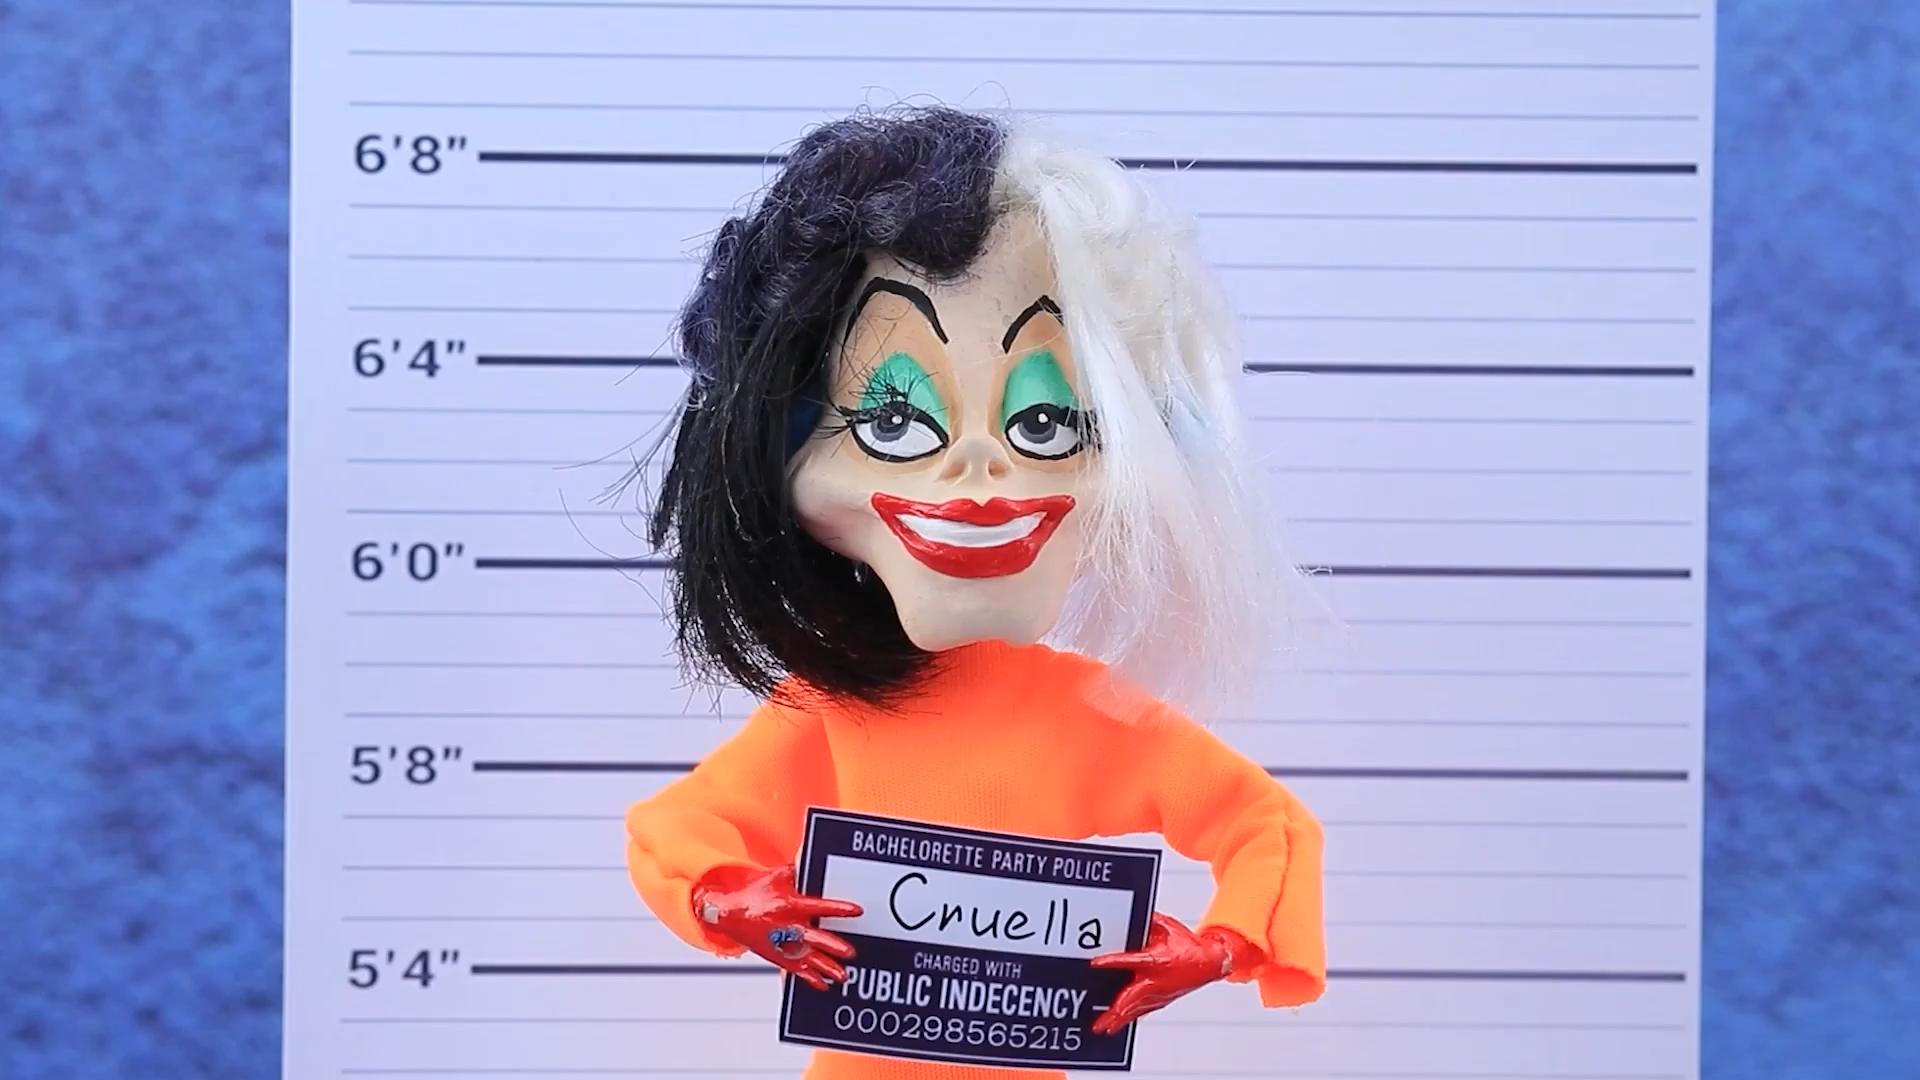 6'8"
6'4"
6'0"
5'8"
5'4"
BACHELORETTE PARTY POLICE
Cruella
CHARGED WITH
- PUBLIC INDECENCY -
000298565215